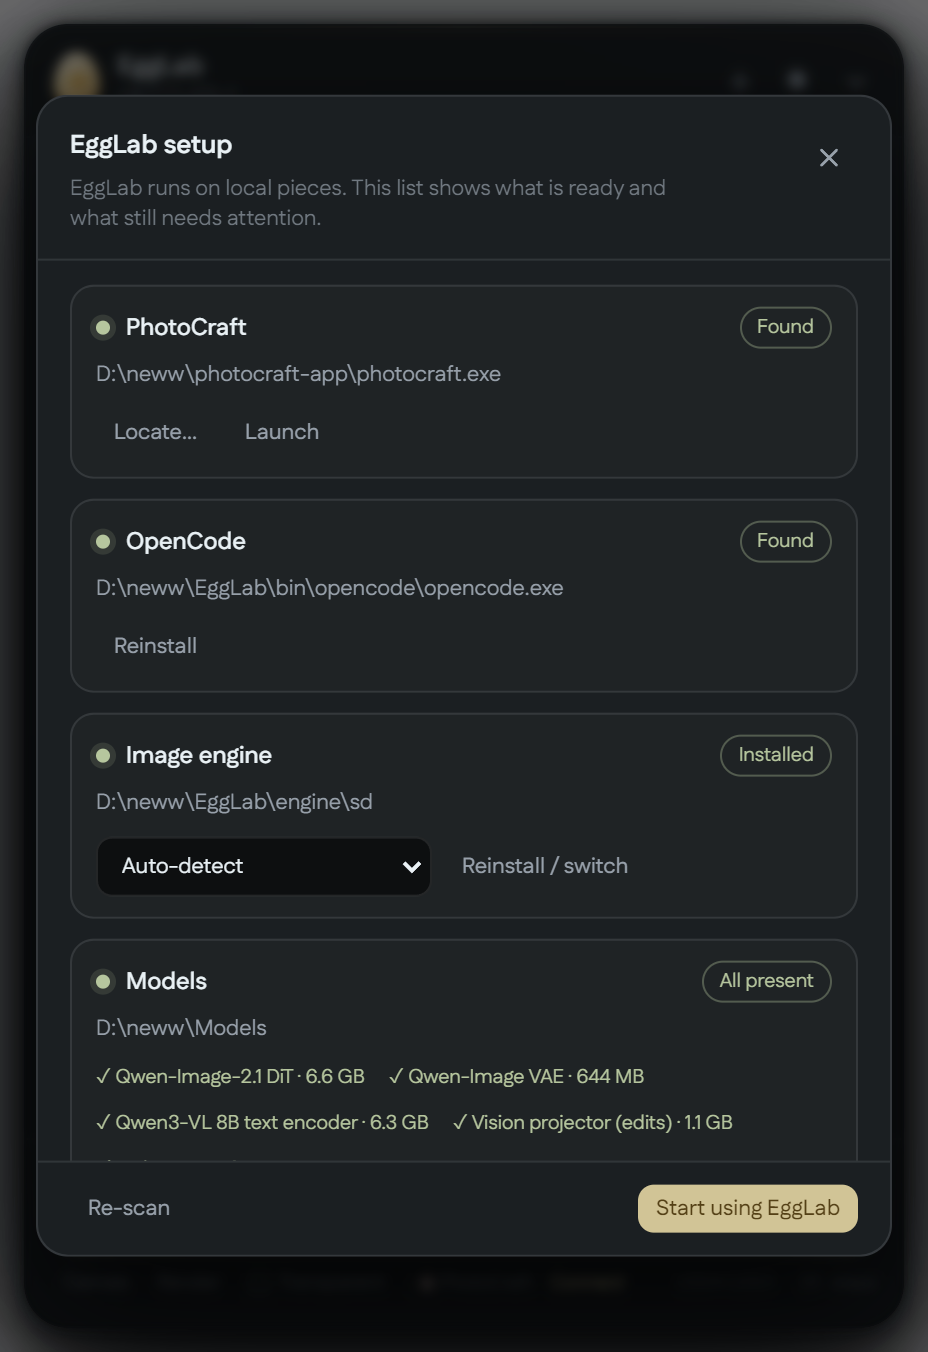 EggLab
EggLab setup
EggLab runs on local pieces. This list shows what is ready and
what still needs attention.
PhotoCraft
Found
D:\neww\photocraft-app\photocraft.exe
Locate...
Launch
OpenCode
Found
D:\neww\EggLab\bin\opencode\opencode.exe
Reinstall
Image engine
Installed
D:\neww\EggLab\engine\sd
Auto-detect
Reinstall / switch
Models
All present
D:\neww\Models
✓ Qwen-Image-2.1 DiT · 6.6 GB ✓ Qwen-Image VAE · 644 MB
✓ Qwen3-VL 8B text encoder · 6.3 GB ✓ Vision projector (edits) · 1.1 GB
Re-scan
Start using EggLab